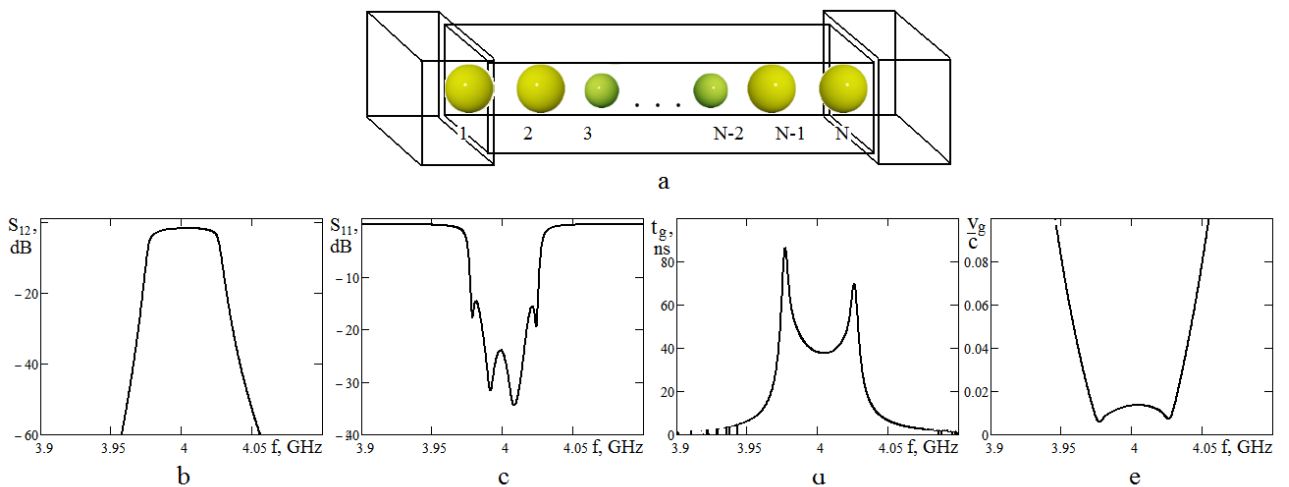 1 2 3 . . . N-2 N-1 N
a
S12, dB
−20
−40
−60
3.9 3.95 4 4.05 f, GHz
b
S11, dB
−10
−20
−30
3.9 3.95 4 4.05 f, GHz
c
tg, ns
80
60
40
20
0
3.9 3.95 4 4.05 f, GHz
d
vg
c
0.08
0.06
0.04
0.02
0
3.9 3.95 4 4.05 f, GHz
e